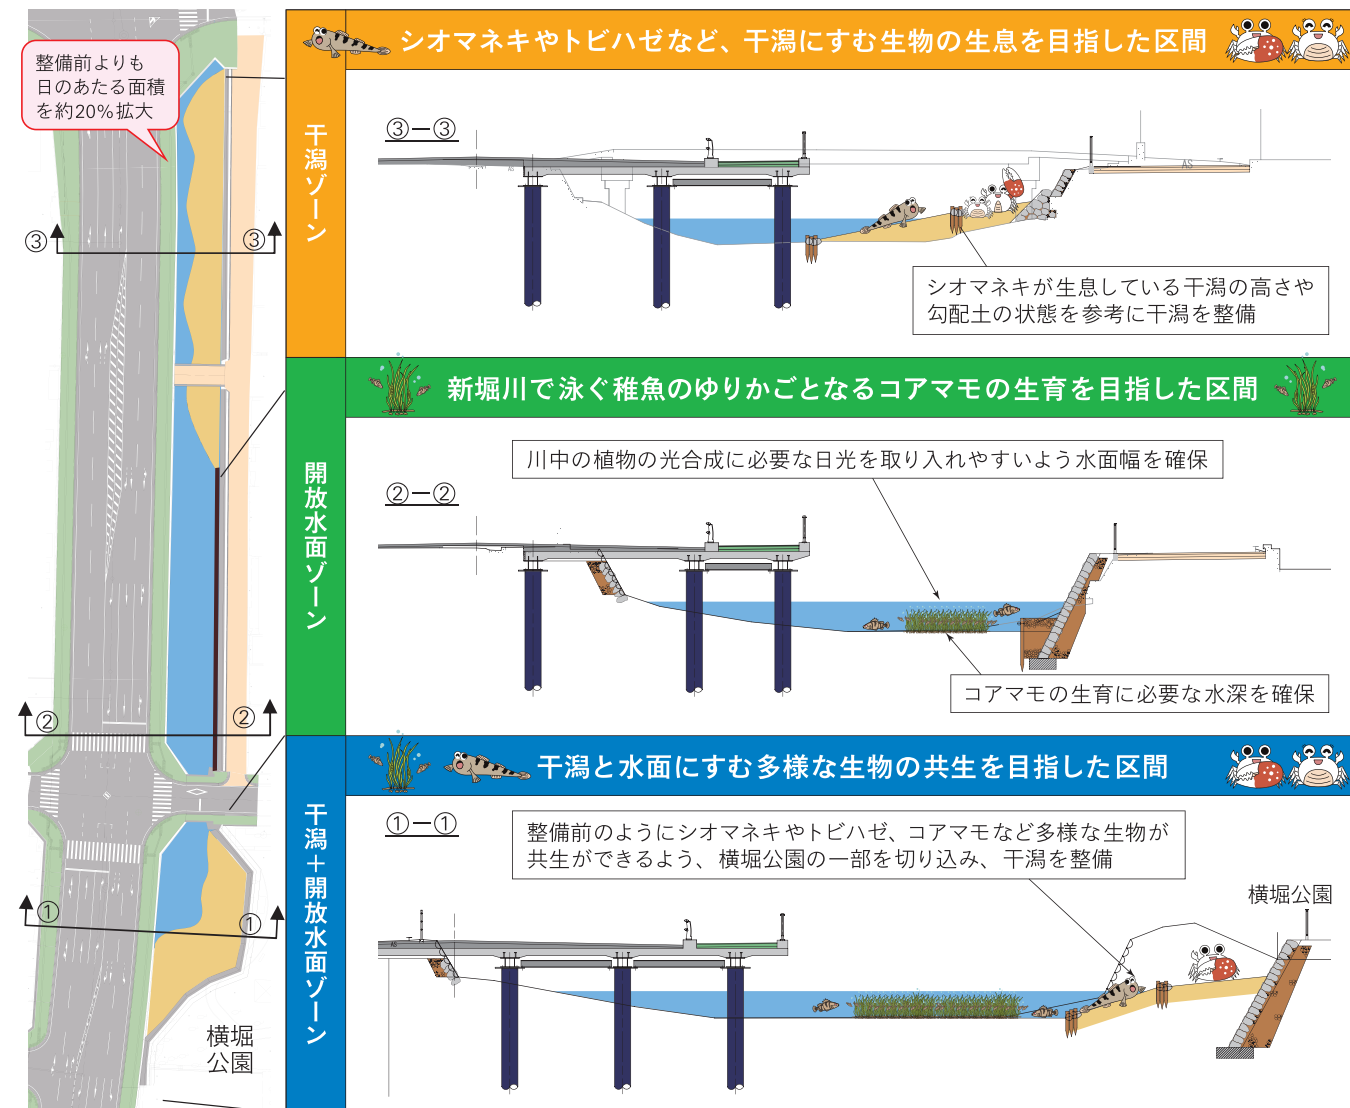 整備前よりも
日のあたる面積
を約20%拡大
③
③
②
②
①
①
横堀
公園
干潟ゾーン
シオマネキやトビハゼなど、干潟にすむ生物の生息を目指した区間
③－③
AS
AS
シオマネキが生息している干潟の高さや
勾配土の状態を参考に干潟を整備
開放水面ゾーン
新堀川で泳ぐ稚魚のゆりかごとなるコアマモの生育を目指した区間
川中の植物の光合成に必要な日光を取り入れやすいよう水面幅を確保
②－②
コアマモの生育に必要な水深を確保
干潟＋開放水面ゾーン
干潟と水面にすむ多様な生物の共生を目指した区間
①－①
整備前のようにシオマネキやトビハゼ、コアマモなど多様な生物が
共生ができるよう、横堀公園の一部を切り込み、干潟を整備
横堀公園
AS